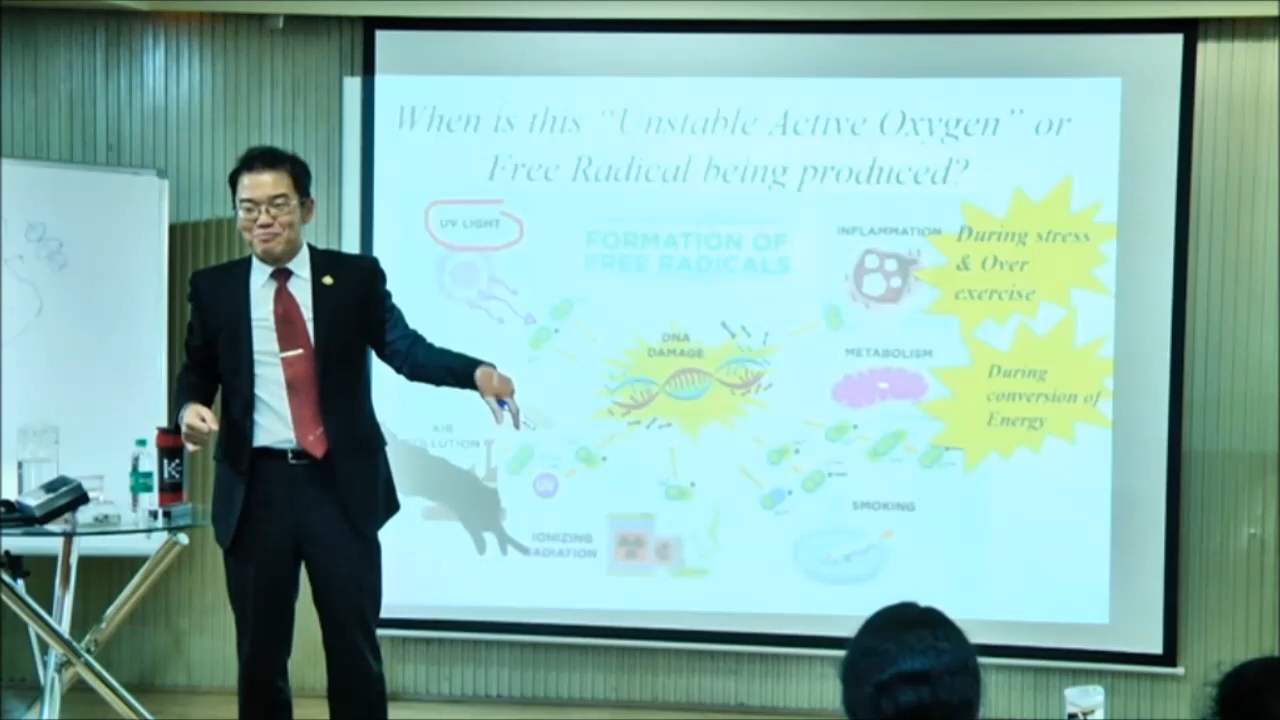 When is this "Unstable Active Oxygen" or
Free Radical being produced?
UV LIGHT
FORMATION OF
FREE RADICALS
INFLAMMATION
During stress
& Over
exercise
DNA
DAMAGE
METABOLISM
During
conversion of
Energy
AIR
POLLUTION
UV
IONIZING
RADIATION
SMOKING
K